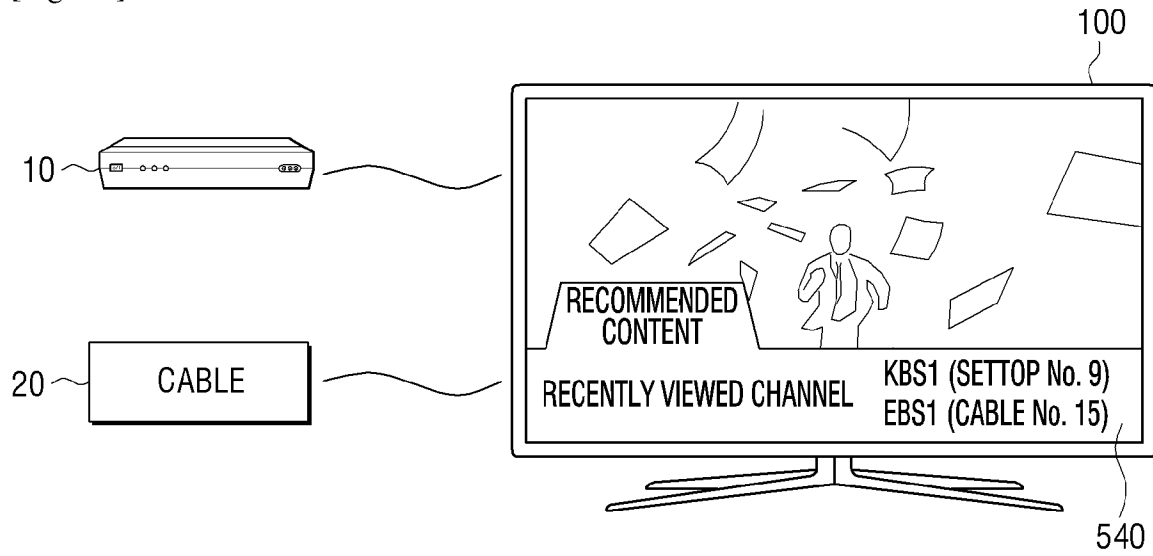 100
10
RECOMMENDED
CONTENT
20
CABLE
RECENTLY VIEWED CHANNEL
KBS1 (SETTOP No. 9)
EBS1 (CABLE No. 15)
540